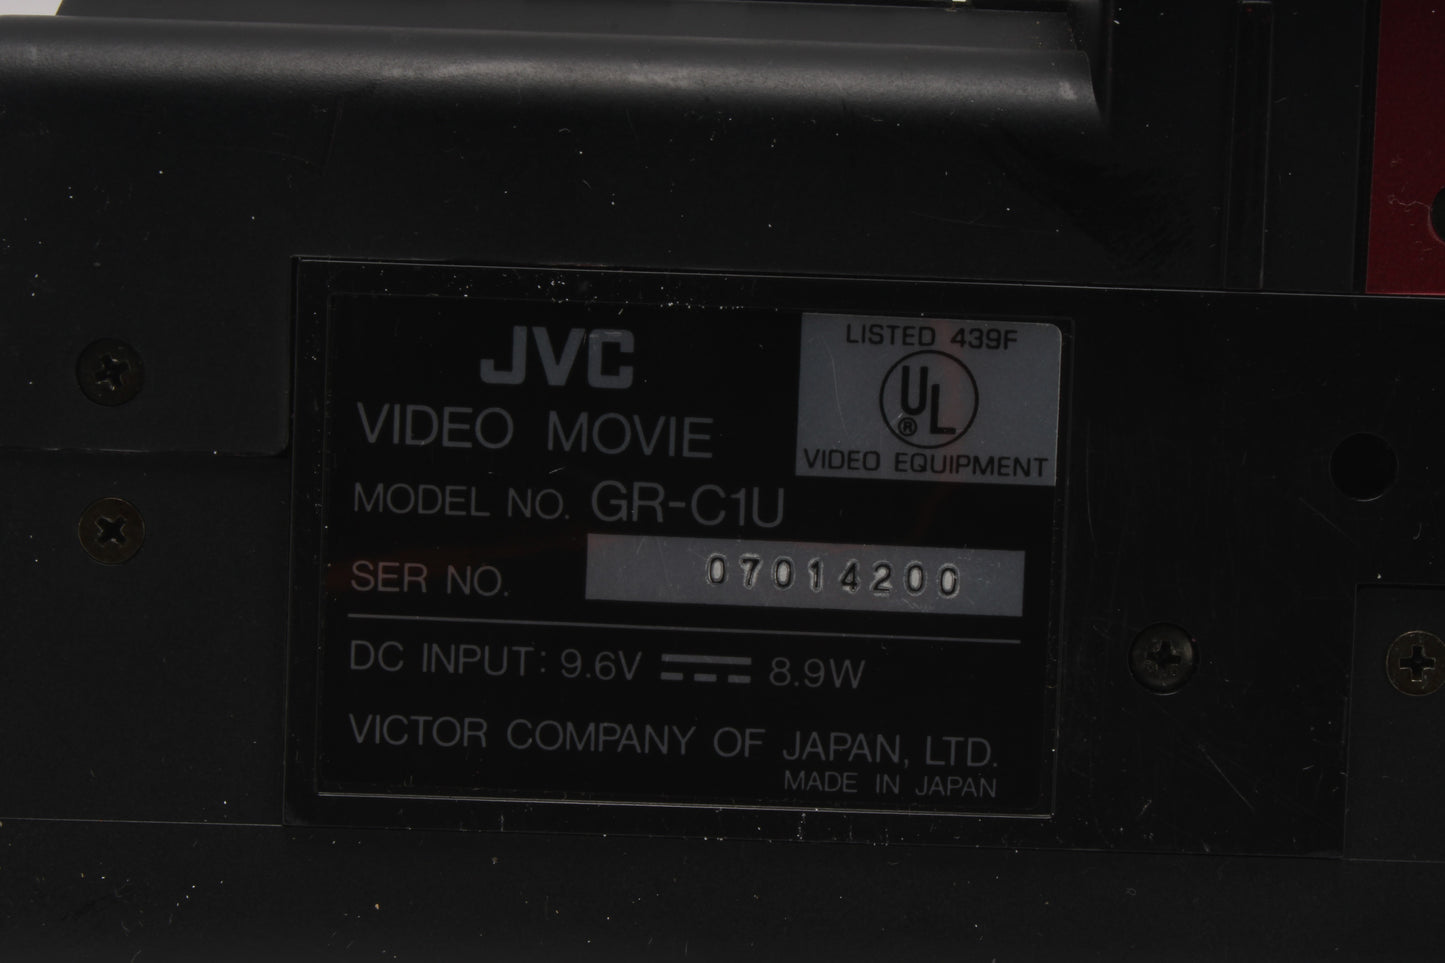 JVC
VIDEO MOVIE
MODEL NO. GR-C1U
SER NO. 07014200
DC INPUT: 9.6V 8.9W
VICTOR COMPANY OF JAPAN, LTD.
MADE IN JAPAN
LISTED 439F
UL
®
VIDEO EQUIPMENT